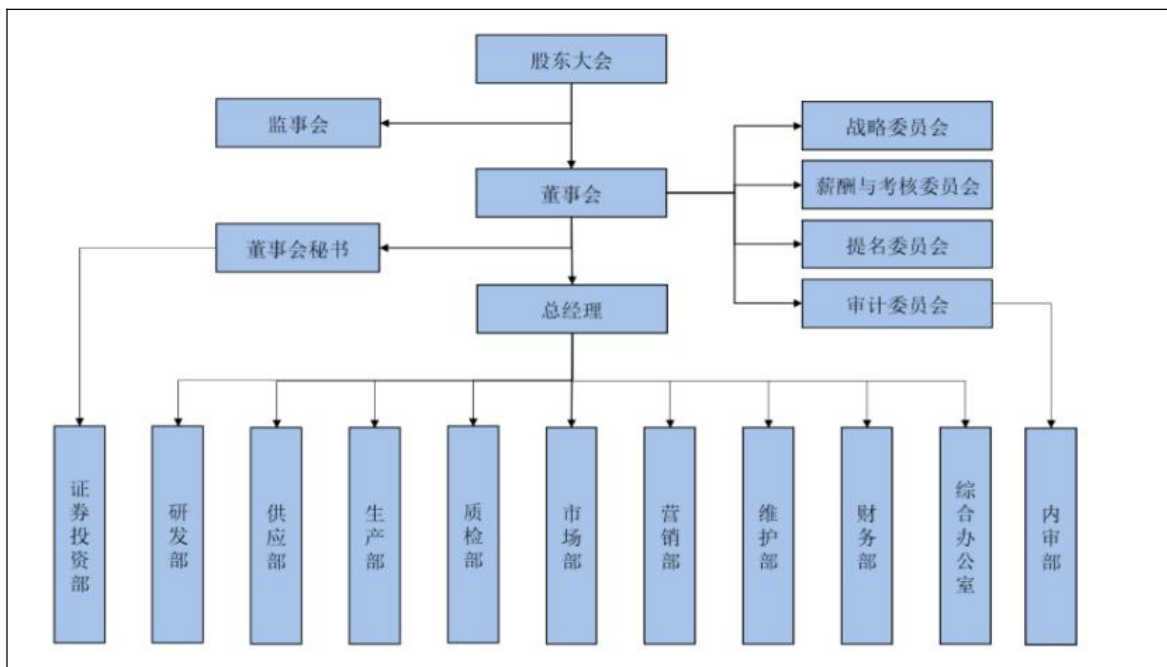 股东大会
监事会
战略委员会
薪酬与考核委员会
董事会
提名委员会
董事会秘书
审计委员会
总经理
证券投资部
研发部
供应部
生产部
质检部
市场部
营销部
维护部
财务部
综合办公室
内审部